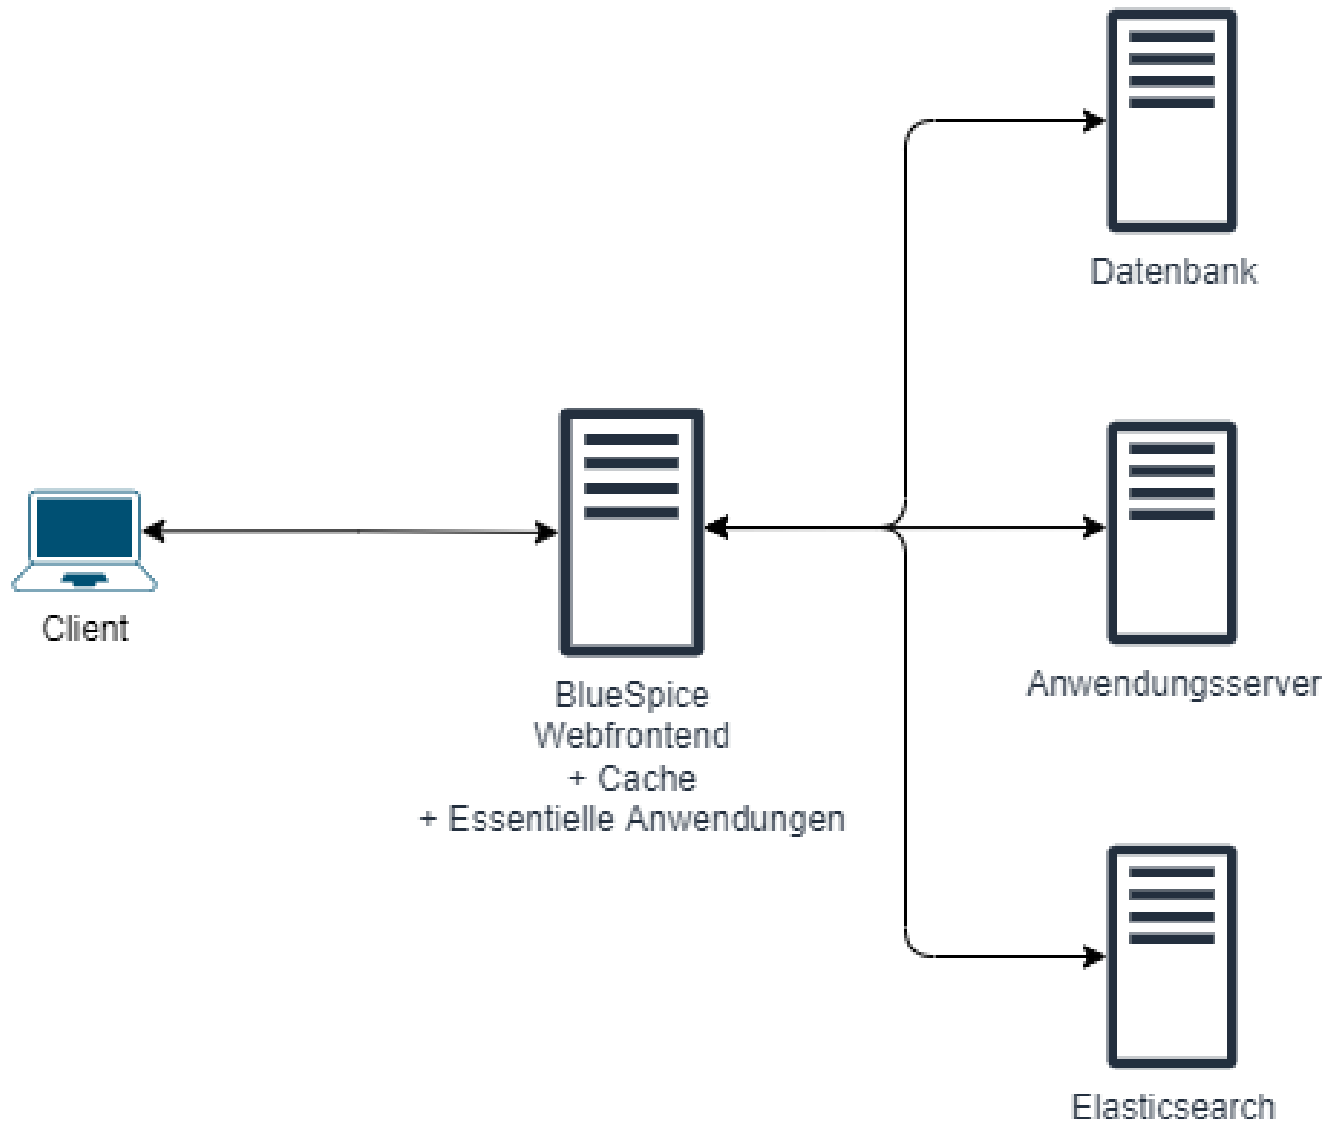 Datenbank
Client
BlueSpice
Webfrontend
+ Cache
+ Essentielle Anwendungen
Anwendungsserver
Elasticsearch